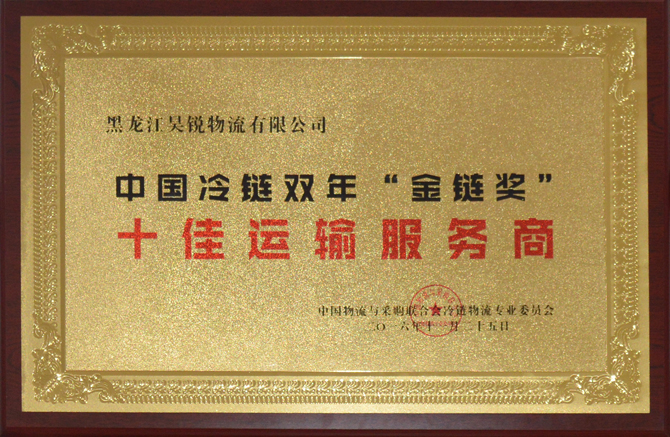 黑龙江昊锐物流有限公司
中国冷链双年“金链奖”
十佳运输服务商
中国物流与采购联合会冷链物流专业委员会
二〇一六年十一月二十五日